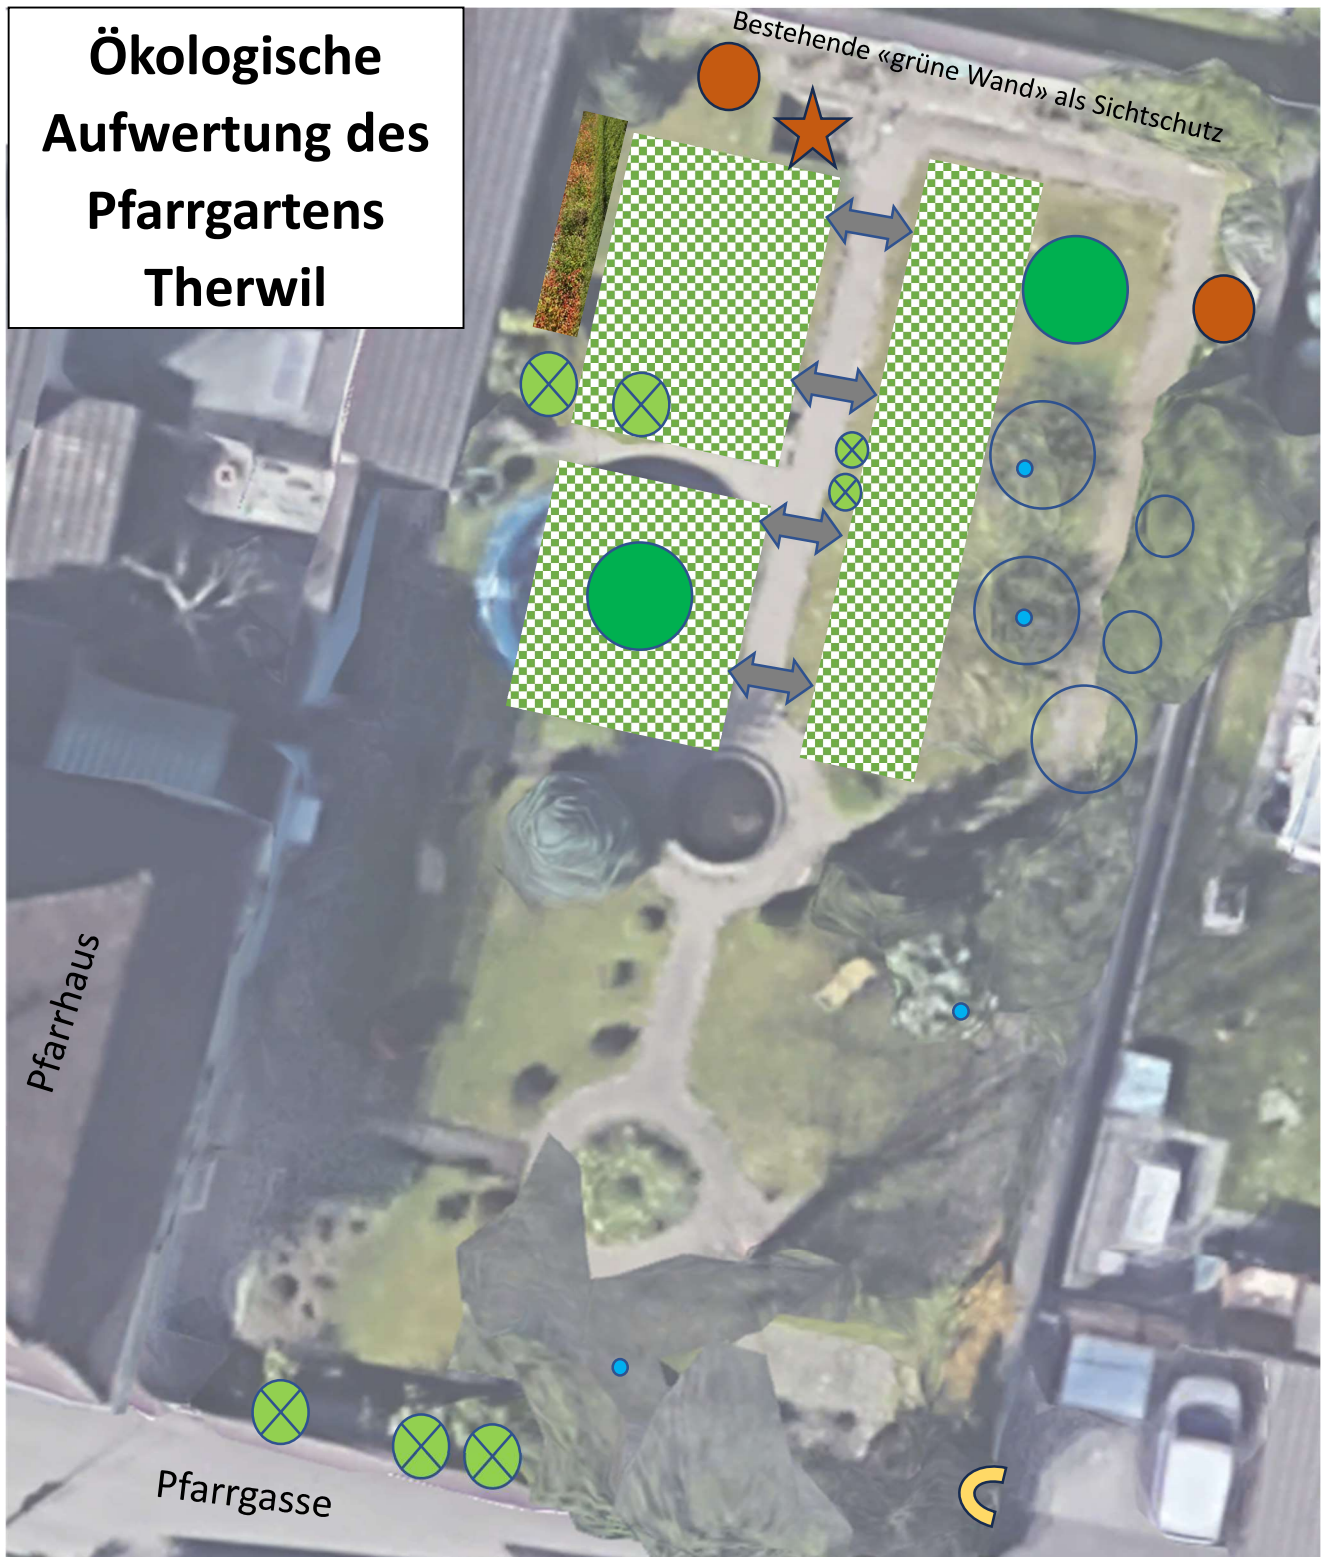 Ökologische
Aufwertung des
Pfarrgartens
Therwil
Bestehende «grüne Wand» als Sichtschutz
Pfarrhaus
Pfarrgasse